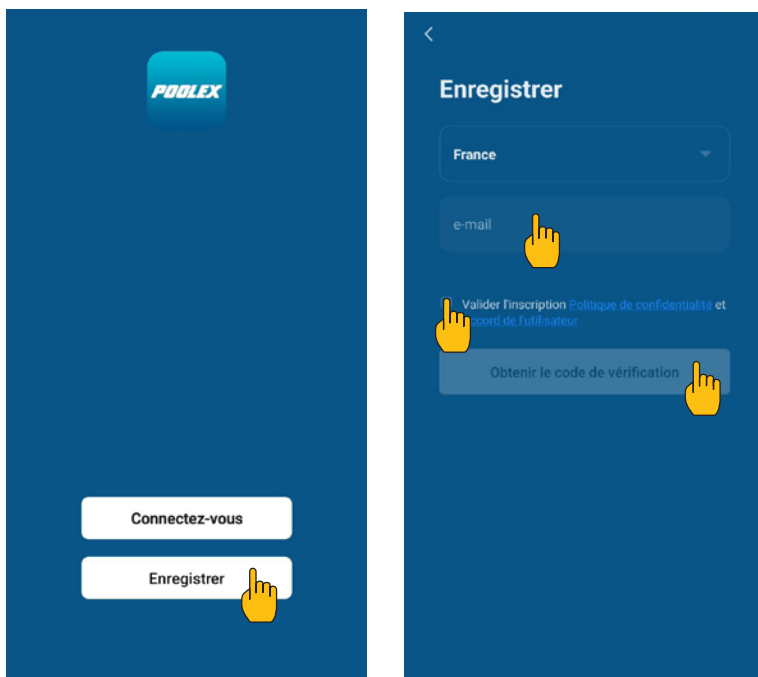 POOLEX
Connectez-vous
Enregistrer
Enregistrer
France
e-mail
Valider l'inscription Politique de confidentialité et
ccord de l'utilisateur
Obtenir le code de vérification